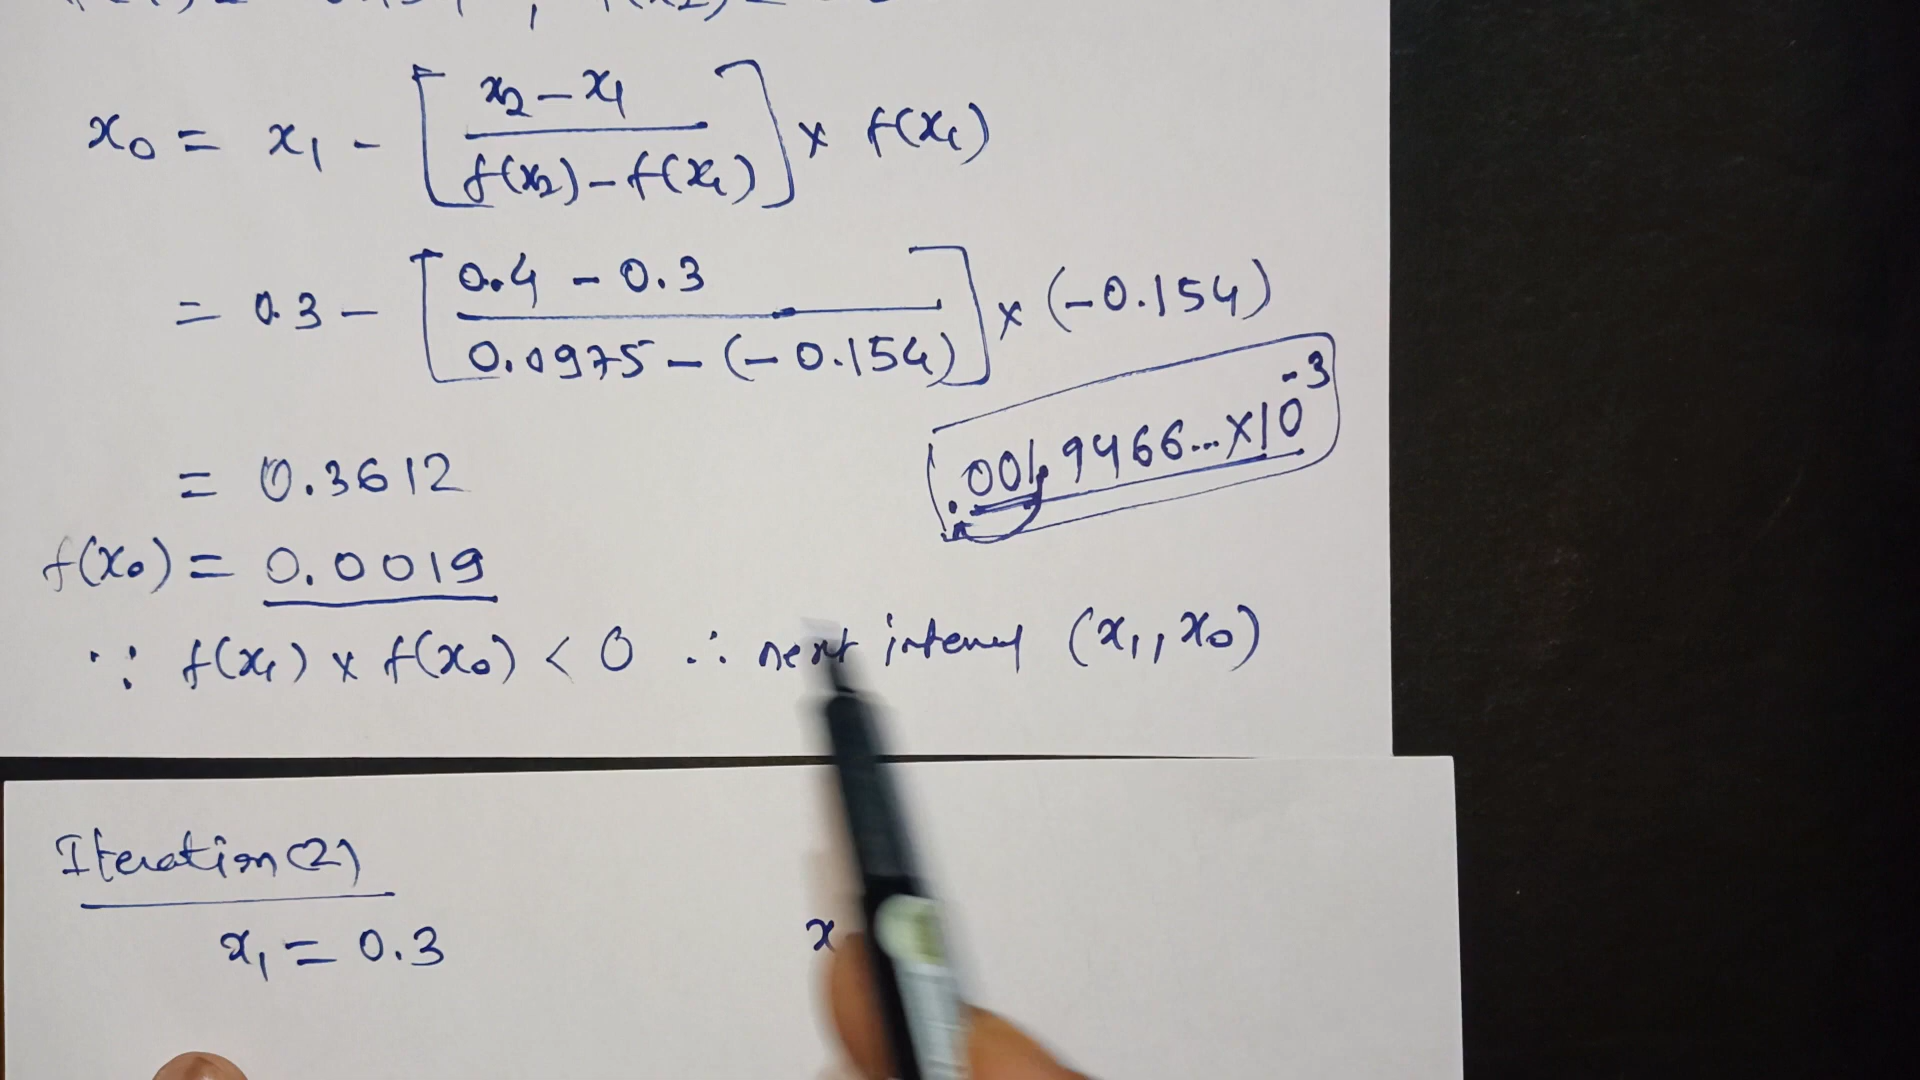 x₀ = x₁ - [ (x₂ - x₁) / (f(x₂) - f(x₁)) ] × f(x₁)
= 0.3 - [ (0.4 - 0.3) / (0.0975 - (-0.154)) ] × (-0.154)
.001,9466...×10⁻³
= 0.3612
f(x₀) = 0.0019
∵ f(x₁) × f(x₀) < 0 ∴ next interval (x₁, x₀)
Iteration (2)
x₁ = 0.3 x